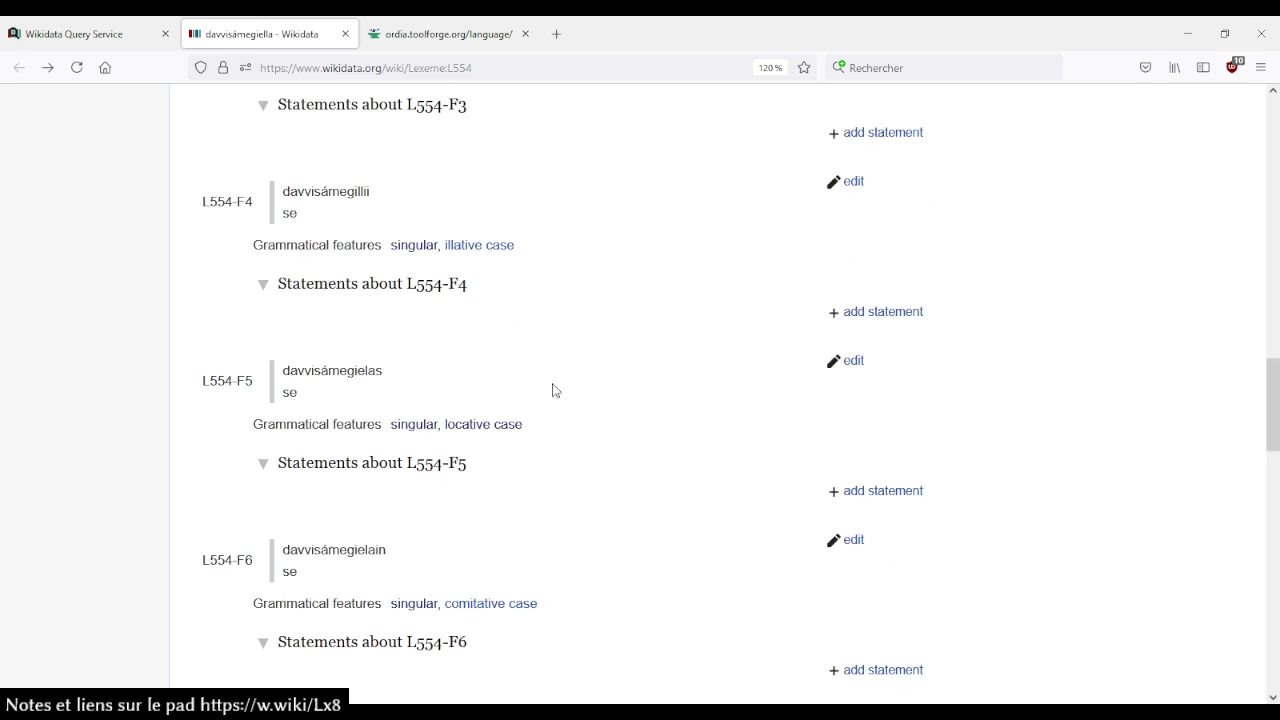 Wikidata Query Service
davvisámegiella - Wikidata
ordia.toolforge.org/language/
https://www.wikidata.org/wiki/Lexeme:L554
120 %
Rechercher
10
Statements about L554-F3
+ add statement
edit
L554-F4
davvisámegillii
se
Grammatical features singular, illative case
Statements about L554-F4
+ add statement
edit
L554-F5
davvisámegielas
se
Grammatical features singular, locative case
Statements about L554-F5
+ add statement
edit
L554-F6
davvisámegielain
se
Grammatical features singular, comitative case
Statements about L554-F6
+ add statement
Notes et liens sur le pad https://w.wiki/Lx8